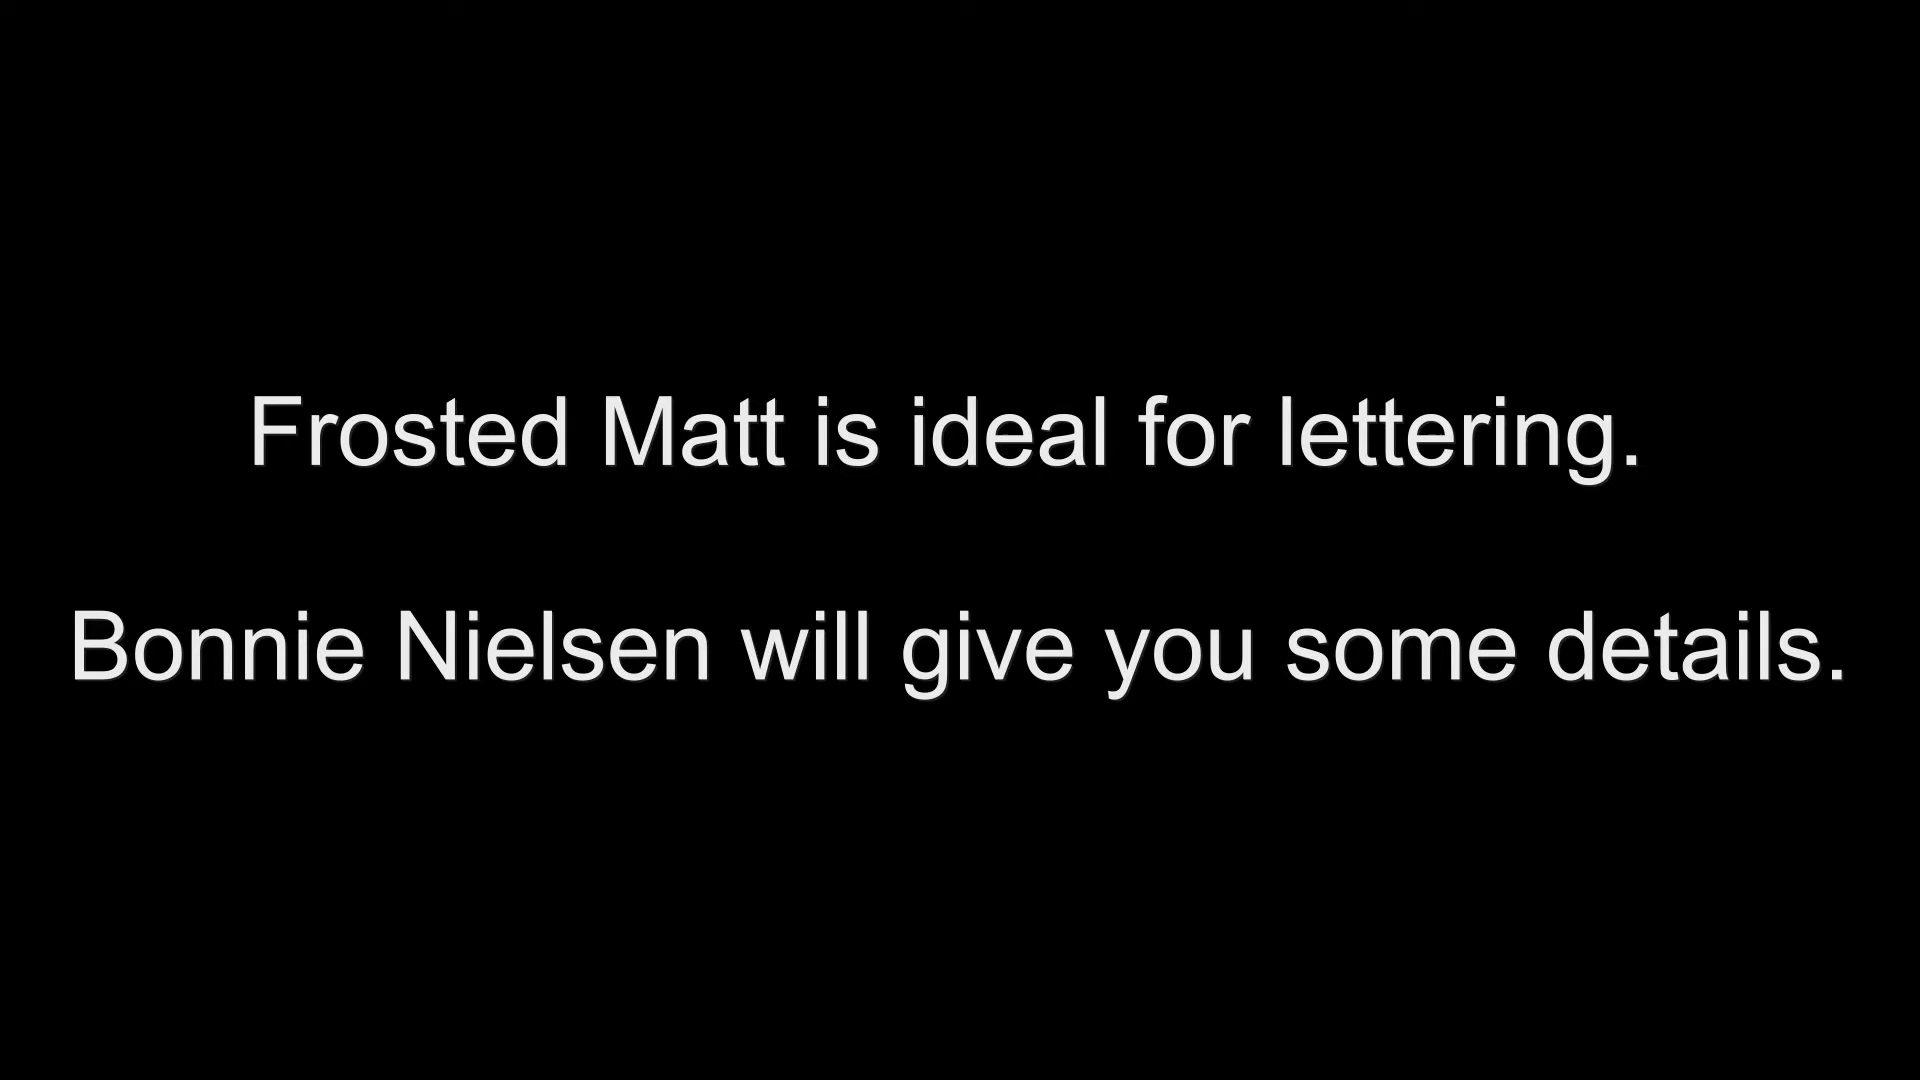 Frosted Matt is ideal for lettering.
Bonnie Nielsen will give you some details.